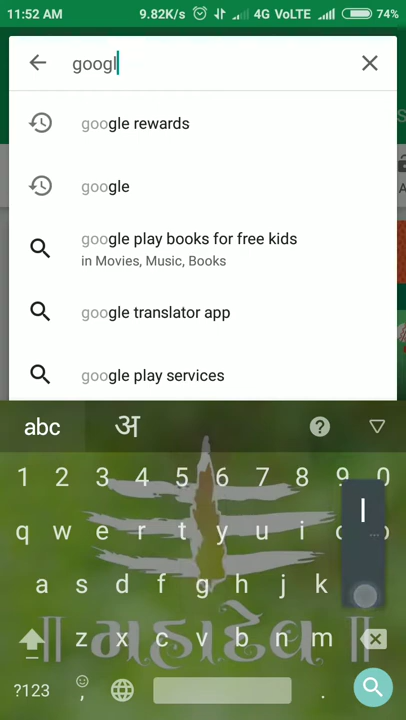 11:52 AM 9.82K/s 4G VoLTE 74%
googl
google rewards
google
google play books for free kids
in Movies, Music, Books
google translator app
google play services
abc अ ?
1 2 3 4 5 6 7 8 9 0
l
q w e r t y u i
a s d f g h j k
z x c v b n m
॥ महादेव ॥
?123 , .